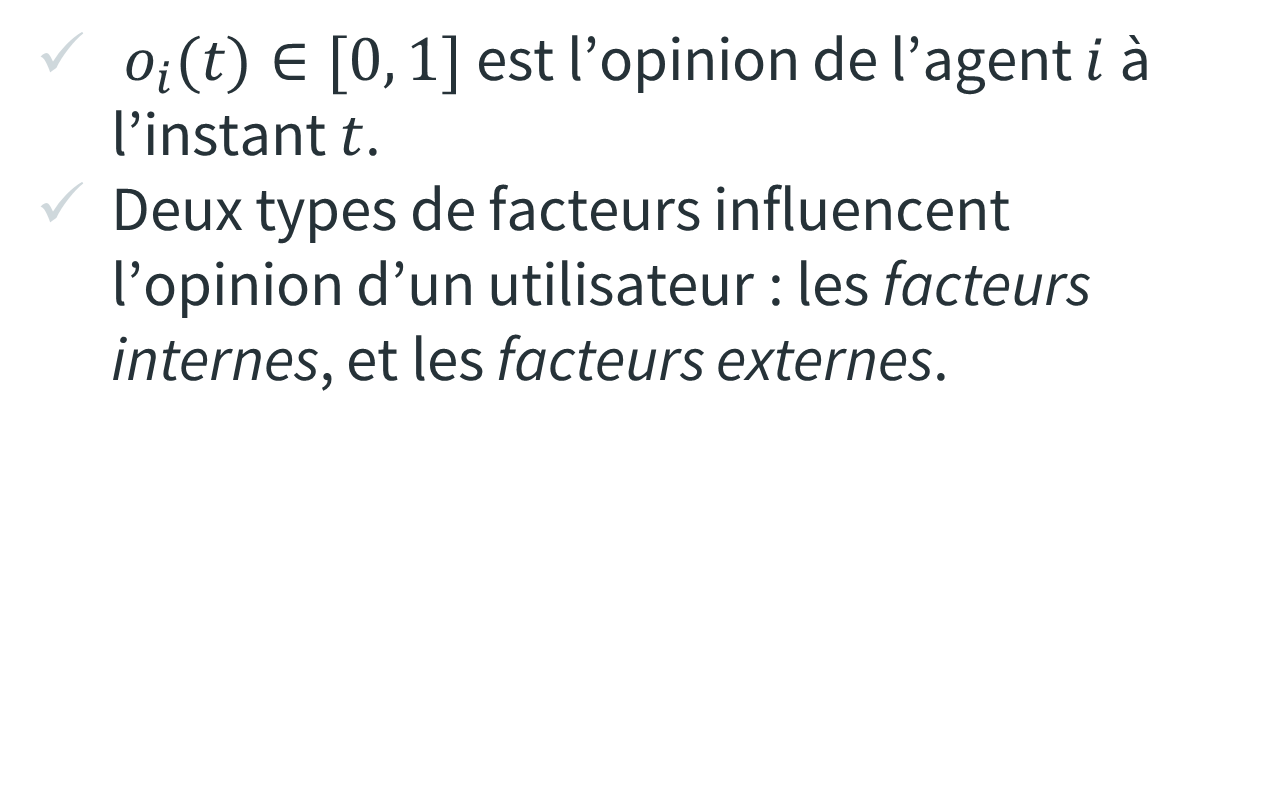 ✓ oᵢ(t) ∈ [0, 1] est l’opinion de l’agent i à
l’instant t.
✓ Deux types de facteurs influencent
l’opinion d’un utilisateur : les facteurs
internes, et les facteurs externes.